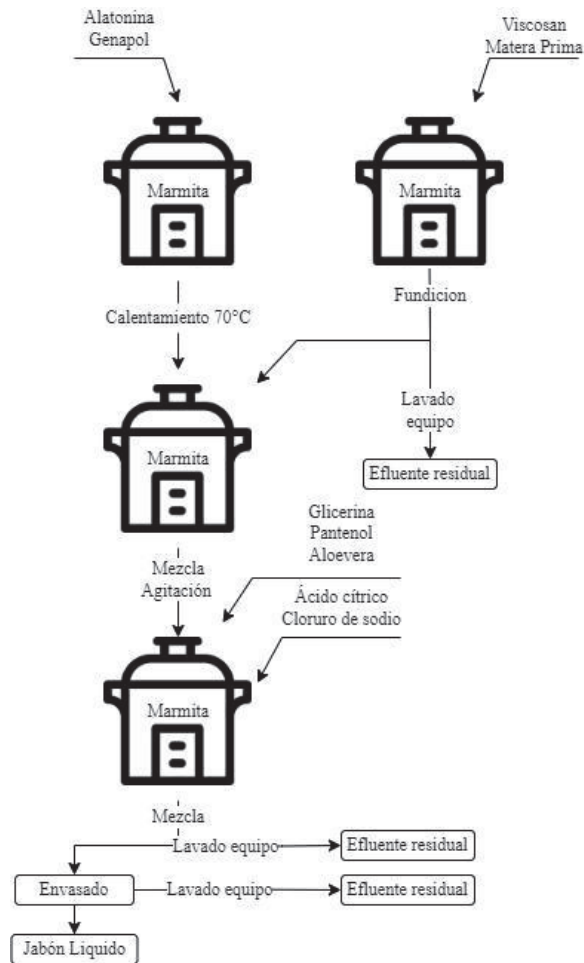 Alatonina
Genapol
Viscosan
Matera Prima
Marmita
Marmita
Fundicion
Calentamiento 70°C
Lavado
equipo
Marmita
Efluente residual
Glicerina
Pantenol
Aloevera
Mezcla
Agitación
Ácido cítrico
Cloruro de sodio
Marmita
Mezcla
Lavado equipo
Efluente residual
Envasado
Lavado equipo
Efluente residual
Jabón Liquido